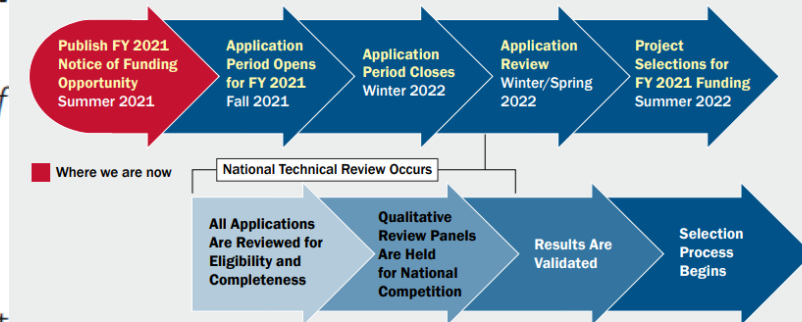 Publish FY 2021
Notice of Funding
Opportunity
Summer 2021
Application
Period Opens
for FY 2021
Fall 2021
Application
Period Closes
Winter 2022
Application
Review
Winter/Spring
2022
Project
Selections for
FY 2021 Funding
Summer 2022
Where we are now
National Technical Review Occurs
All Applications
Are Reviewed for
Eligibility and
Completeness
Qualitative
Review Panels
Are Held
for National
Competition
Results Are
Validated
Selection
Process
Begins